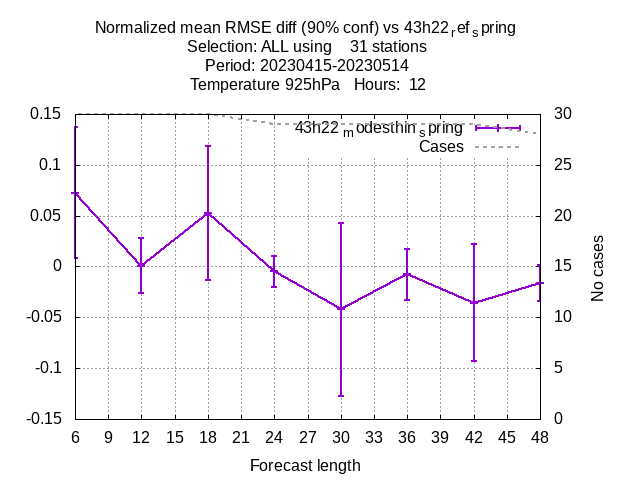 Normalized mean RMSE diff (90% conf) vs 43h22ᵣefₛpring
Selection: ALL using    31 stations
Period: 20230415-20230514
Temperature 925hPa   Hours:  12
0.15
0.1
0.05
0
-0.05
-0.1
-0.15
30
25
20
15
10
5
0
43h22ₘodesthinₛpring
Cases
No cases
6 9 12 15 18 21 24 27 30 33 36 39 42 45 48
Forecast length